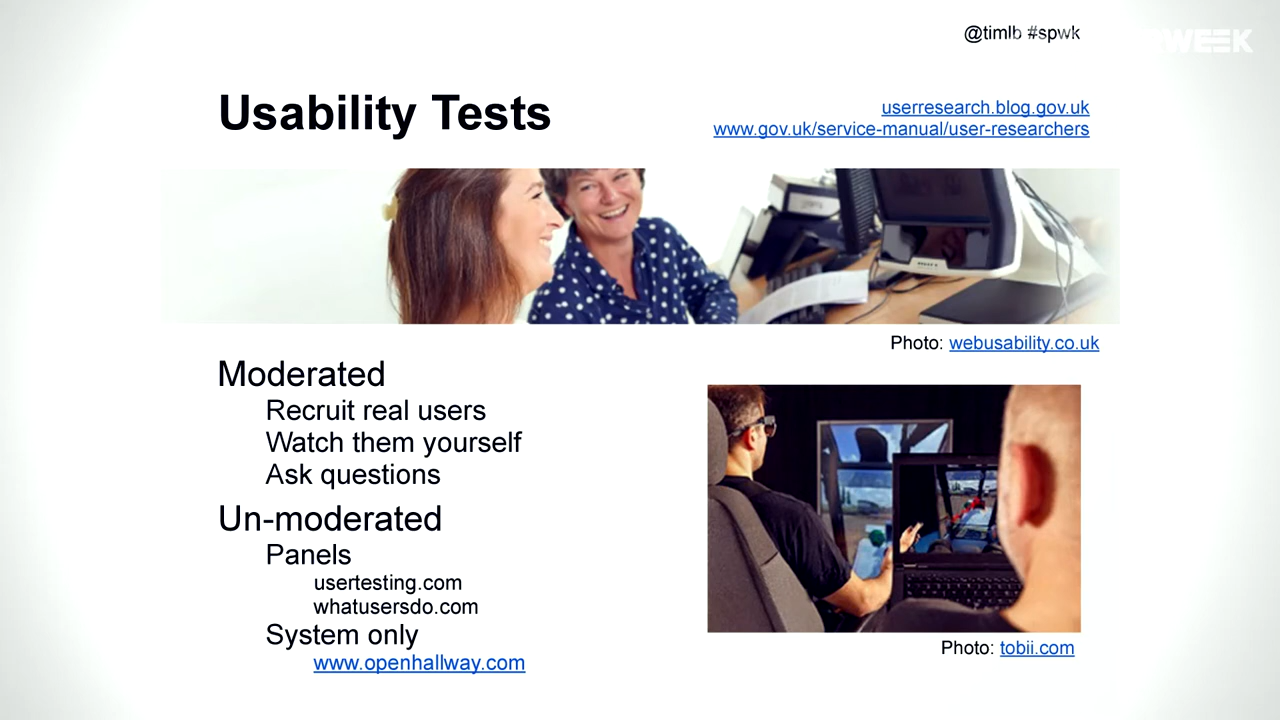 @timlb #spwk
WEEK
Usability Tests
userresearch.blog.gov.uk
www.gov.uk/service-manual/user-researchers
Photo: webusability.co.uk
Moderated
Recruit real users
Watch them yourself
Ask questions
Un-moderated
Panels
usertesting.com
whatusersdo.com
System only
www.openhallway.com
Photo: tobii.com